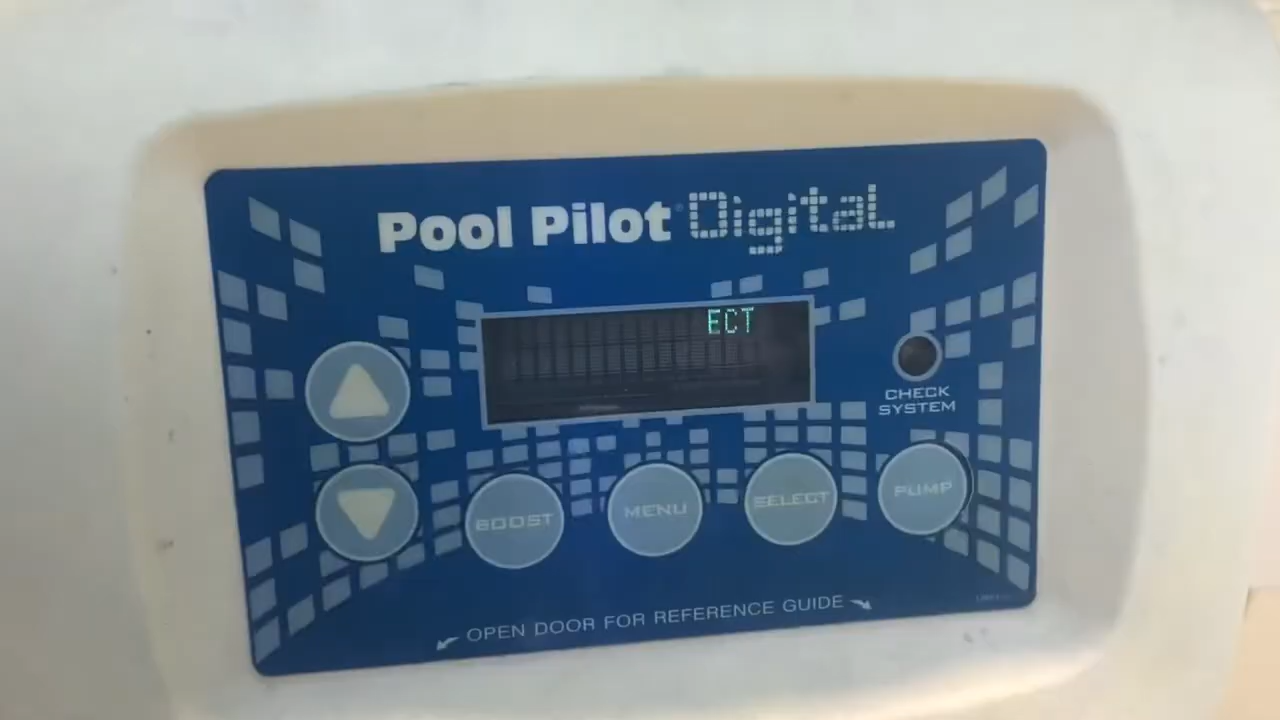 Pool Pilot® Digital
ECT
CHECK
SYSTEM
BOOST
MENU
SELECT
PUMP
OPEN DOOR FOR REFERENCE GUIDE